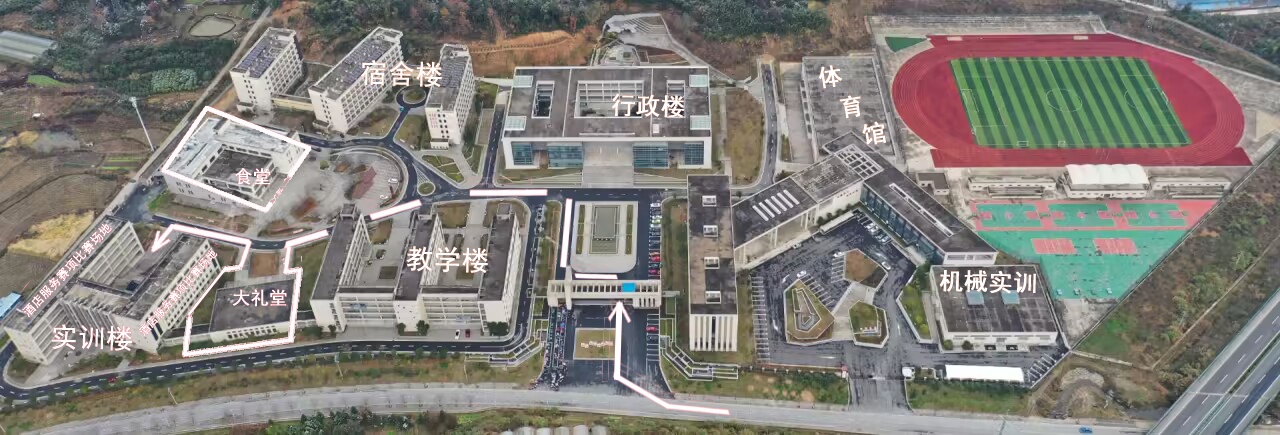 宿舍楼
行政楼
体育馆
食堂
教学楼
酒店服务赛项比赛场地
大礼堂
机械实训
实训楼